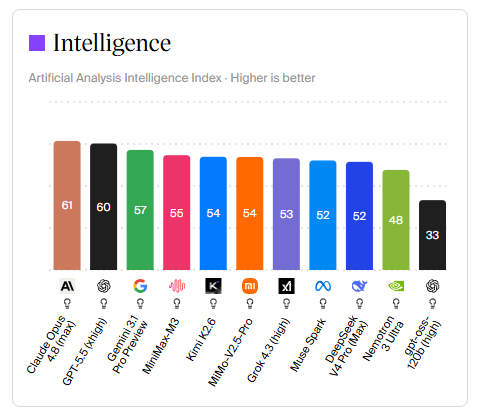 Intelligence
Artificial Analysis Intelligence Index · Higher is better
61
60
57
55
54
54
53
52
52
48
33
Claude Opus
4.8 (max)
GPT-5.5 (xhigh)
Gemini 3.1
Pro Preview
MiniMax-M3
Kimi K2.6
MiMo-V2.5-Pro
Grok 4.3 (high)
Muse Spark
DeepSeek
V4 Pro (Max)
Nemotron
3 Ultra
gpt-oss-
120b (high)